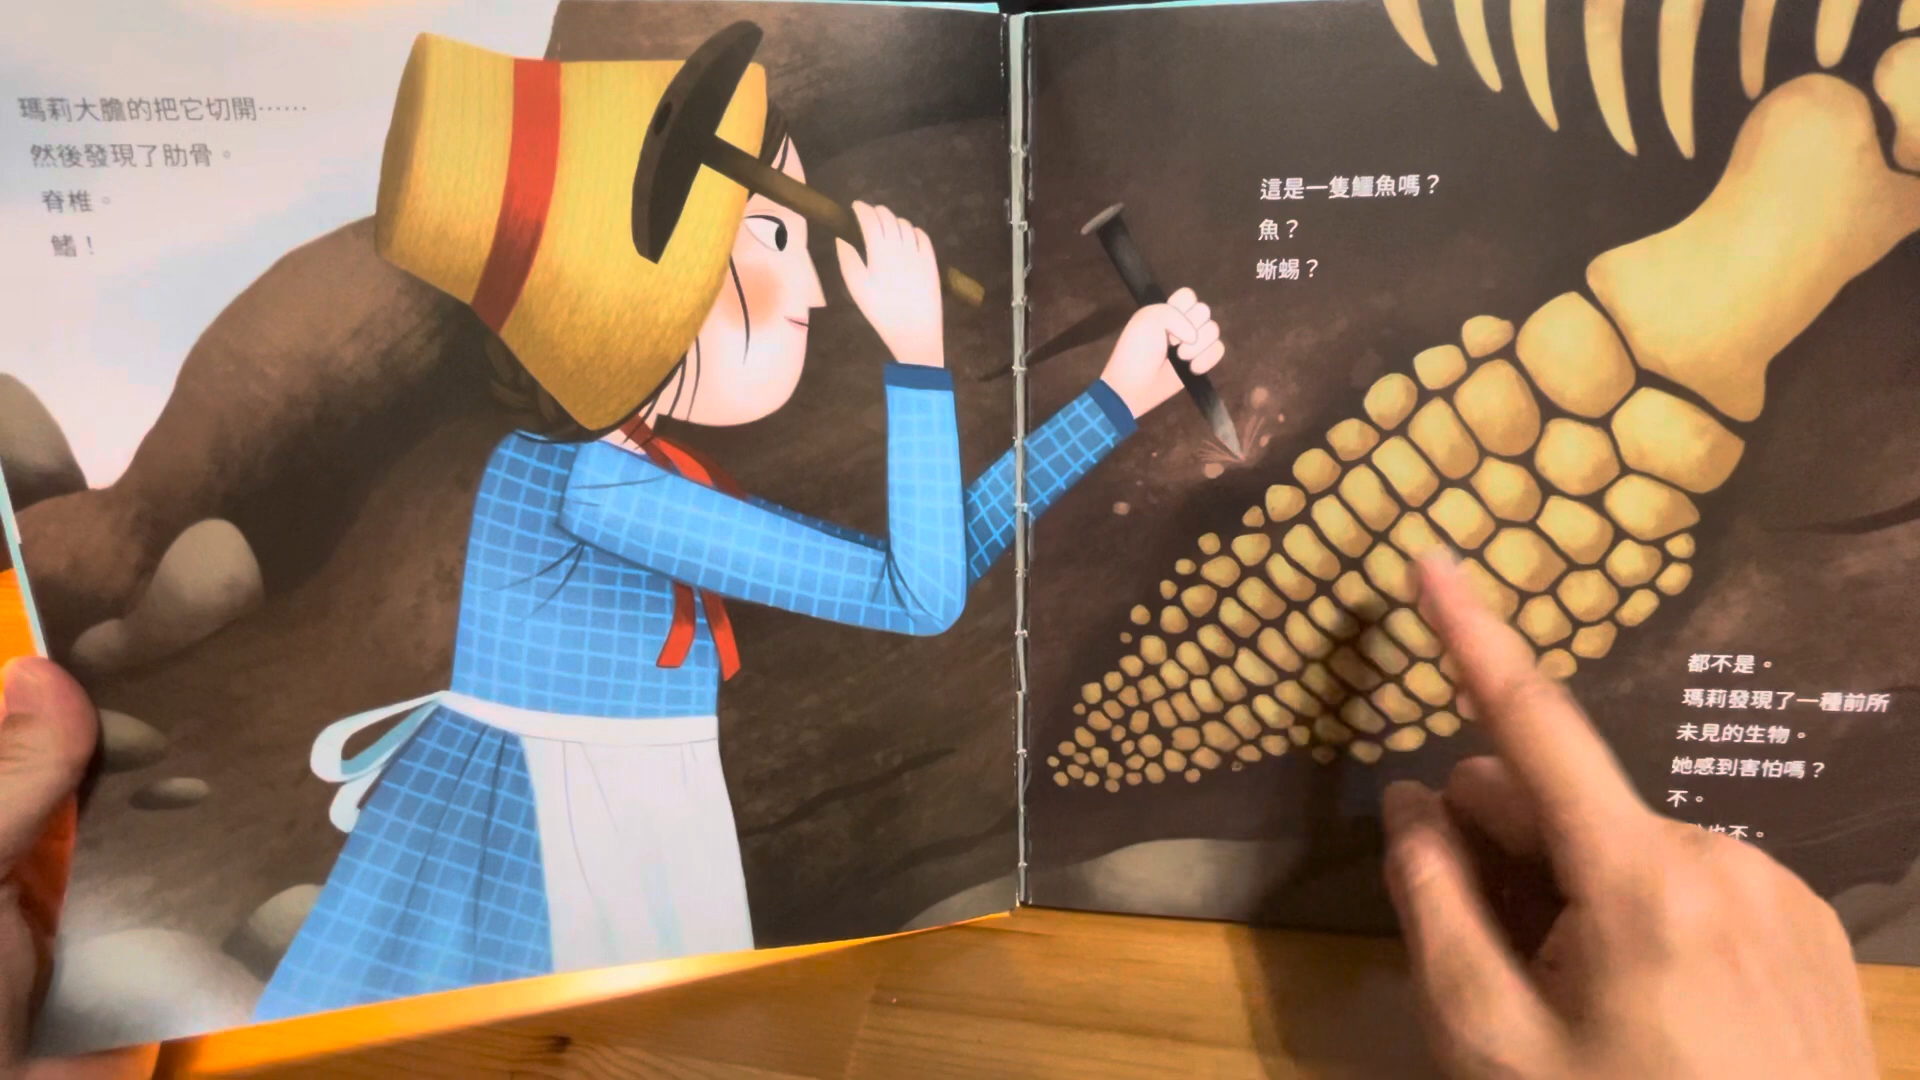 瑪莉大膽的把它切開……
然後發現了肋骨。
脊椎。
鰭！
這是一隻鱷魚嗎？
魚？
蜥蜴？
都不是。
瑪莉發現了一種前所
未見的生物。
她感到害怕嗎？
不。
也不。